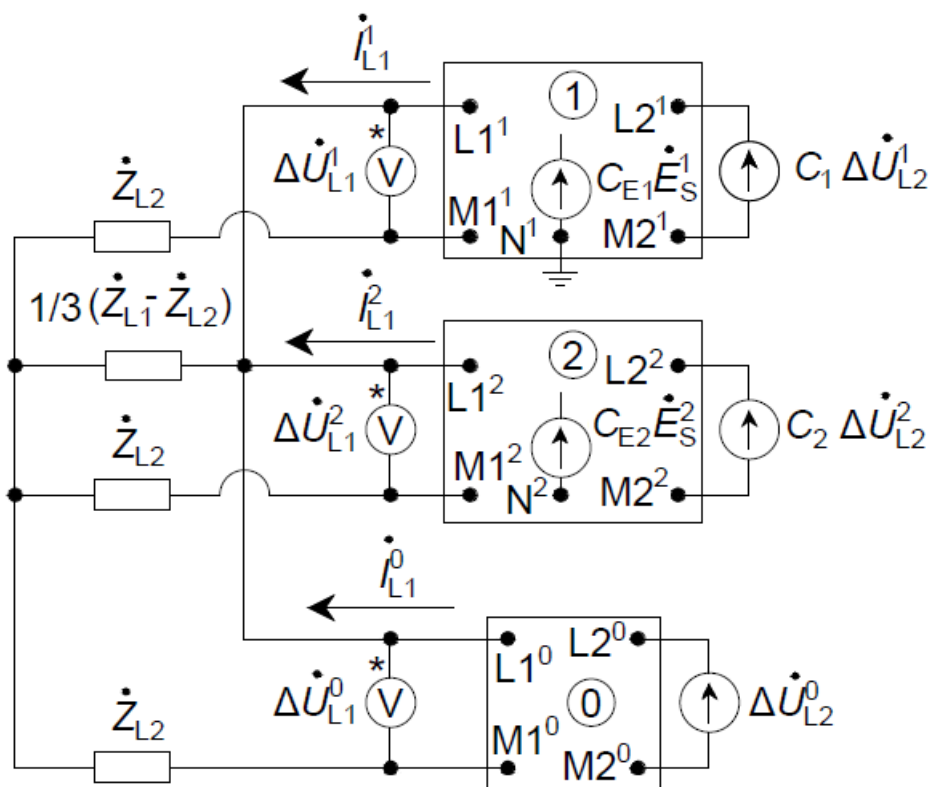 İ¹L1
1
L1¹
L2¹
*
V
ΔU̇¹L1
CE1Ė¹S
C1 ΔU̇¹L2
ŻL2
M1¹
N¹
M2¹
1/3 (ŻL1 - ŻL2)
İ²L1
2
L1²
L2²
*
V
ΔU̇²L1
CE2Ė²S
C2 ΔU̇²L2
ŻL2
M1²
N²
M2²
İ⁰L1
L1⁰
L2⁰
*
V
ΔU̇⁰L1
0
ΔU̇⁰L2
ŻL2
M1⁰
M2⁰